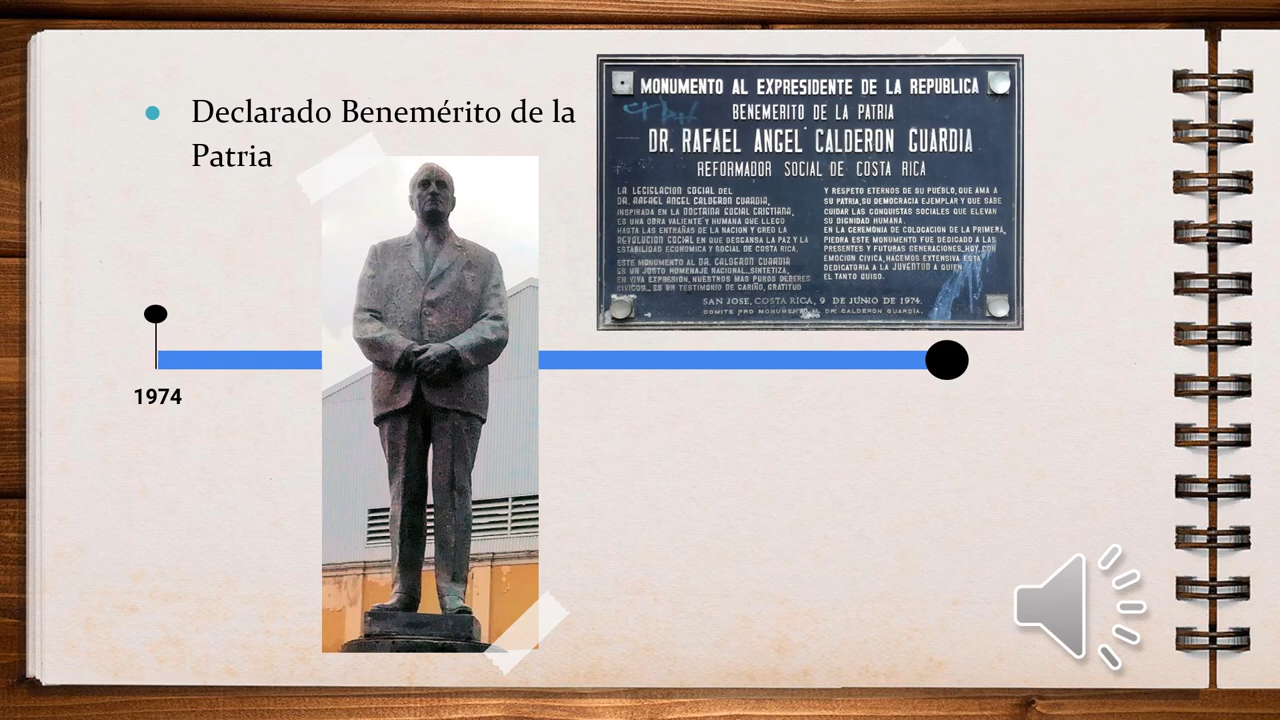 Declarado Benemérito de la
Patria
MONUMENTO AL EXPRESIDENTE DE LA REPUBLICA
BENEMERITO DE LA PATRIA
DR. RAFAEL ANGEL CALDERON GUARDIA
REFORMADOR SOCIAL DE COSTA RICA
LA LEGISLACION SOCIAL DEL
DR. RAFAEL ANGEL CALDERON GUARDIA,
INSPIRADA EN LA DOCTRINA SOCIAL CRISTIANA,
ES UNA OBRA VALIENTE Y HUMANA QUE LLEGO
HASTA LAS ENTRAÑAS DE LA NACION Y CREO LA
REVOLUCION SOCIAL EN QUE DESCANSA LA PAZ Y LA
ESTABILIDAD ECONOMICA Y SOCIAL DE COSTA RICA.
ESTE MONUMENTO AL DR. CALDERON GUARDIA
ES UN JUSTO HOMENAJE NACIONAL, SINTETIZA,
EN VIVA EXPRESION, NUESTROS MAS PUROS DEBERES
CIVICOS, ES UN TESTIMONIO DE CARIÑO, GRATITUD
Y RESPETO ETERNOS DE SU PUEBLO, QUE AMA A
SU PATRIA, SU DEMOCRACIA EJEMPLAR Y QUE SABE
CUIDAR LAS CONQUISTAS SOCIALES QUE ELEVAN
SU DIGNIDAD HUMANA.
EN LA CEREMONIA DE COLOCACION DE LA PRIMERA,
PIEDRA ESTE MONUMENTO FUE DEDICADO A LAS
PRESENTES Y FUTURAS GENERACIONES, HOY, CON
EMOCION CIVICA, HACEMOS EXTENSIVA ESTA
DEDICATORIA A LA JUVENTUD A QUIEN
EL TANTO QUISO.
SAN JOSE, COSTA RICA, 9 DE JUNIO DE 1974.
COMITE PRO MONUMENTO DR. CALDERON GUARDIA.
1974